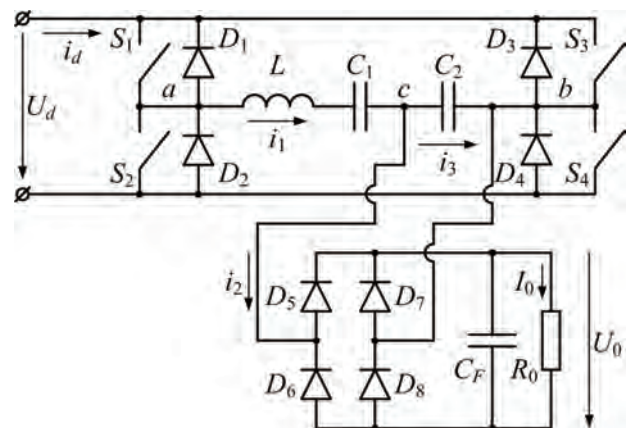 i_d S_1 D_1 D_3 S_3
L C_1 C_2
a c b
U_d i_1 i_3
S_2 D_2 D_4 S_4
i_2 D_5 D_7 I_0
U_0
D_6 D_8 C_F R_0